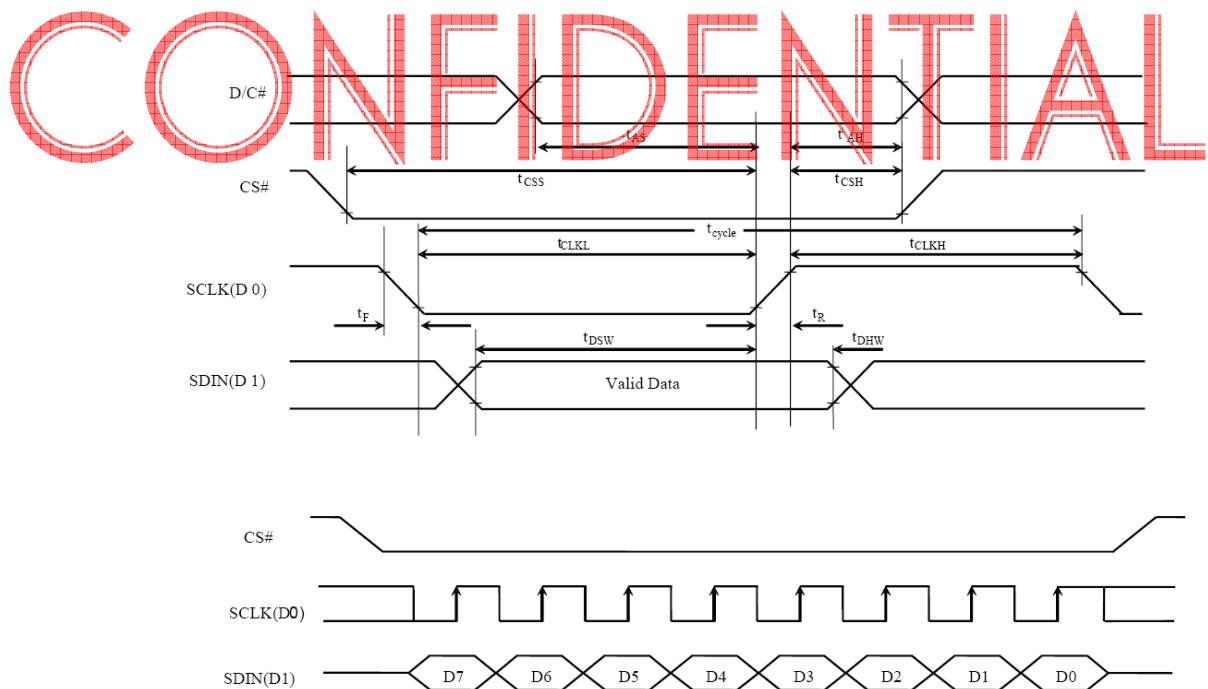 CONFIDENTIAL
D/C#
tAS
tAH
tCSS
tCSH
CS#
tcycle
tCLKL
tCLKH
SCLK(D 0)
tF
tR
tDSW
tDHW
SDIN(D 1)
Valid Data
CS#
SCLK(D0)
SDIN(D1)
D7 D6 D5 D4 D3 D2 D1 D0